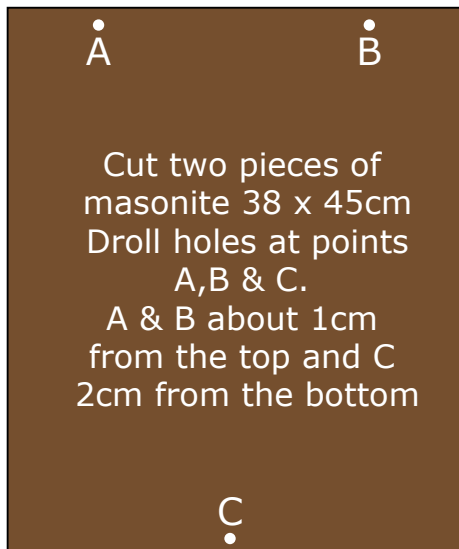 A B
Cut two pieces of
masonite 38 x 45cm
Droll holes at points
A,B & C.
A & B about 1cm
from the top and C
2cm from the bottom
C